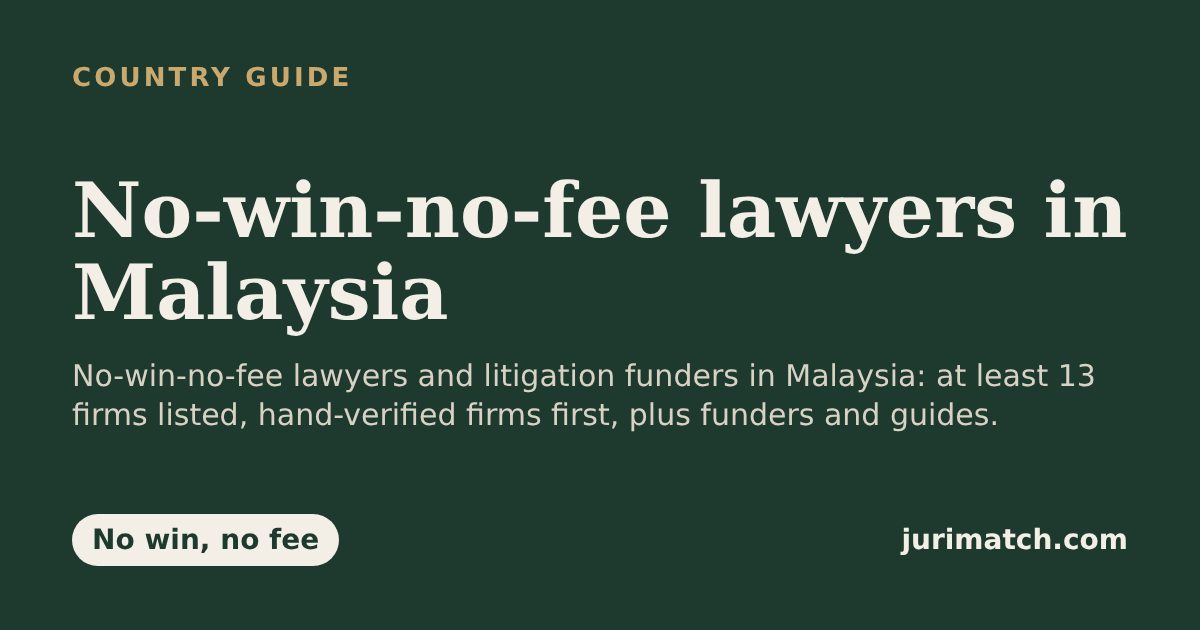 COUNTRY GUIDE
No-win-no-fee lawyers in
Malaysia
No-win-no-fee lawyers and litigation funders in Malaysia: at least 13
firms listed, hand-verified firms first, plus funders and guides.
No win, no fee
jurimatch.com